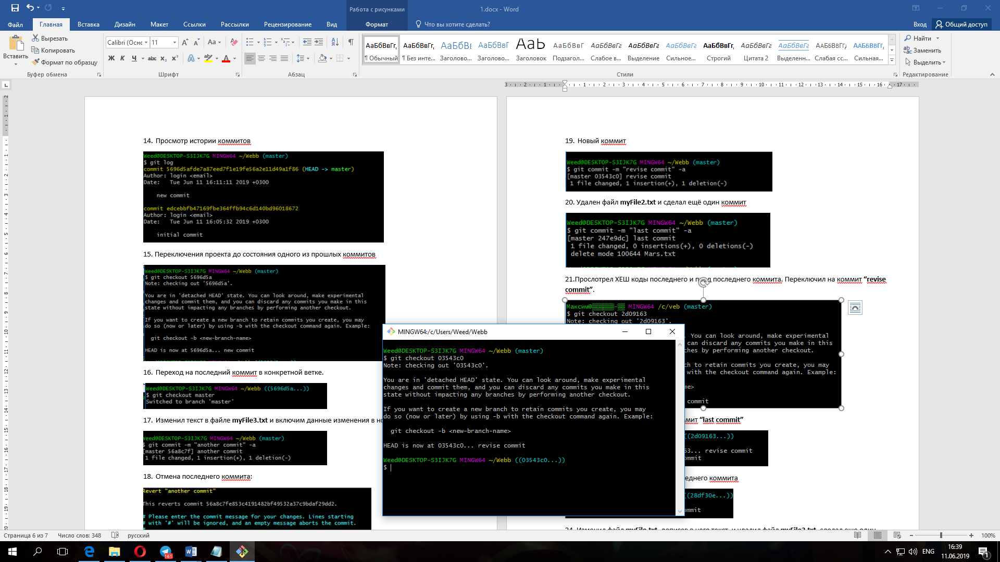 Работа с рисунками
1.docx - Word
Файл
Главная
Вставка
Дизайн
Макет
Ссылки
Рассылки
Рецензирование
Вид
Формат
Что вы хотите сделать?
Вход
Общий доступ
Вставить
Вырезать
Копировать
Формат по образцу
Буфер обмена
Calibri (Осно
11
Шрифт
Абзац
АаБбВвГг,
¶ Обычный
АаБбВвГг,
¶ Без инте...
АаБбВі
Заголово...
АаБбВвГ
Заголово...
АаЬ
Заголовок
АаБбВвГ
Подзагол...
АаБбВвГг
Слабое в...
АаБбВвГг
Выделение
АаБбВвГг
Сильное...
АаБбВвГг,
Строгий
АаБбВвГг
Цитата 2
АаБбВвГг
Выделенн...
ААББВВГГ,
Слабая сс...
ААББВВГГ,
Сильная...
Стили
Найти
Заменить
Выделить
Редактирование
14. Просмотр истории коммитов
Weed@DESKTOP-S3IJK7G MINGW64 ~/Webb (master)
$ git log
commit 5696d5afde7a87eed7f1e19fe56a2e11d49a1f86 (HEAD -> master)
Author: login <email>
Date:   Tue Jun 11 16:11:11 2019 +0300
new commit
commit edcebbfb47169fbe364ffb94c6d140bd96018672
Author: login <email>
Date:   Tue Jun 11 16:05:32 2019 +0300
initial commit
15. Переключения проекта до состояния одного из прошлых коммитов
Weed@DESKTOP-S3IJK7G MINGW64 ~/Webb (master)
$ git checkout 5696d5a
Note: checking out '5696d5a'.
You are in 'detached HEAD' state. You can look around, make experimental
changes and commit them, and you can discard any commits you make in this
state without impacting any branches by performing another checkout.
If you want to create a new branch to retain commits you create, you may
do so (now or later) by using -b with the checkout command again. Example:
git checkout -b <new-branch-name>
HEAD is now at 5696d5a... new commit
16. Переход на последний коммит в конкретной ветке.
Weed@DESKTOP-S3IJK7G MINGW64 ~/Webb ((5696d5a...))
$ git checkout master
Switched to branch 'master'
17. Изменил текст в файле myFile3.txt и включим данные изменения в но
Weed@DESKTOP-S3IJK7G MINGW64 ~/Webb (master)
$ git commit -m "another commit" -a
[master 56a8c7f] another commit
1 file changed, 1 insertion(+), 1 deletion(-)
18. Отмена последнего коммита:
Revert "another commit"
This reverts commit 56a8c7fe853c4191482bf49532a37c9bdaf29dd2.
# Please enter the commit message for your changes. Lines starting
# with '#' will be ignored, and an empty message aborts the commit.
#
19. Новый коммит
Weed@DESKTOP-S3IJK7G MINGW64 ~/Webb (master)
$ git commit -m "revise commit" -a
[master 03543c0] revise commit
1 file changed, 1 insertion(+), 1 deletion(-)
20. Удален файл myFile2.txt и сделал ещё один коммит
Weed@DESKTOP-S3IJK7G MINGW64 ~/Webb (master)
$ git commit -m "last commit" -a
[master 247e9dc] last commit
1 file changed, 0 insertions(+), 0 deletions(-)
delete mode 100644 Mars.txt
21.Прослотрел ХЕШ коды последнего и пред последнего коммита. Переключил на коммит “revise
commit”.
Максим@ MINGW64 /c/veb (master)
$ git checkout 2d09163
Note: checking out '2d09163'.
. You can look around, make experimental
can discard any commits you make in this
hes by performing another checkout.
ch to retain commits you create, you may
with the checkout command again. Example:
me>
commit
ммит “last commit”
((2d09163...))
63... revise commit
ommit
еднего коммита
((28df30e...))
ommit
24. Изменил файл myFile.txt, дописав в него текст, и удалил файл myFile2.txt, сделал еще один
MINGW64:/c/Users/Weed/Webb
Weed@DESKTOP-S3IJK7G MINGW64 ~/Webb (master)
$ git checkout 03543c0
Note: checking out '03543c0'.
You are in 'detached HEAD' state. You can look around, make experimental
changes and commit them, and you can discard any commits you make in this
state without impacting any branches by performing another checkout.
If you want to create a new branch to retain commits you create, you may
do so (now or later) by using -b with the checkout command again. Example:
git checkout -b <new-branch-name>
HEAD is now at 03543c0... revise commit
Weed@DESKTOP-S3IJK7G MINGW64 ~/Webb ((03543c0...))
$
Страница 6 из 7
Число слов: 348
русский
100%
161
ENG
16:39
11.06.2019
1